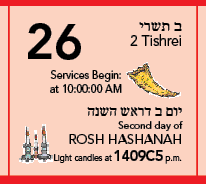 26
ב תשרי
2 Tishrei
Services Begin:
at 10:00:00 AM
יום ב דראש השנה
Second day of
ROSH HASHANAH
Light candles at 1409C5 p.m.